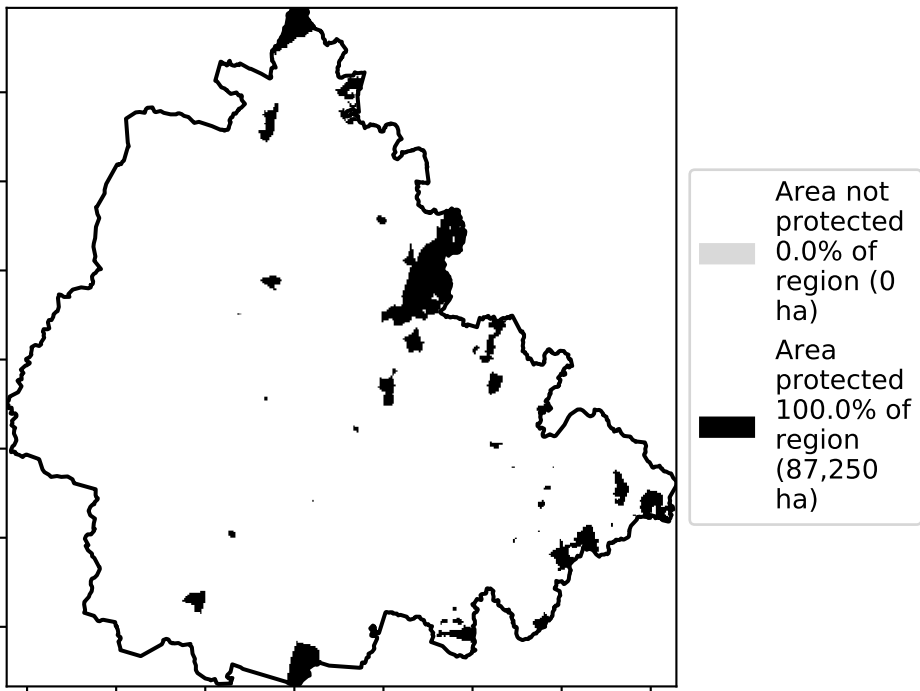 Area not
protected
0.0% of
region (0
ha)
Area
protected
100.0% of
region
(87,250
ha)